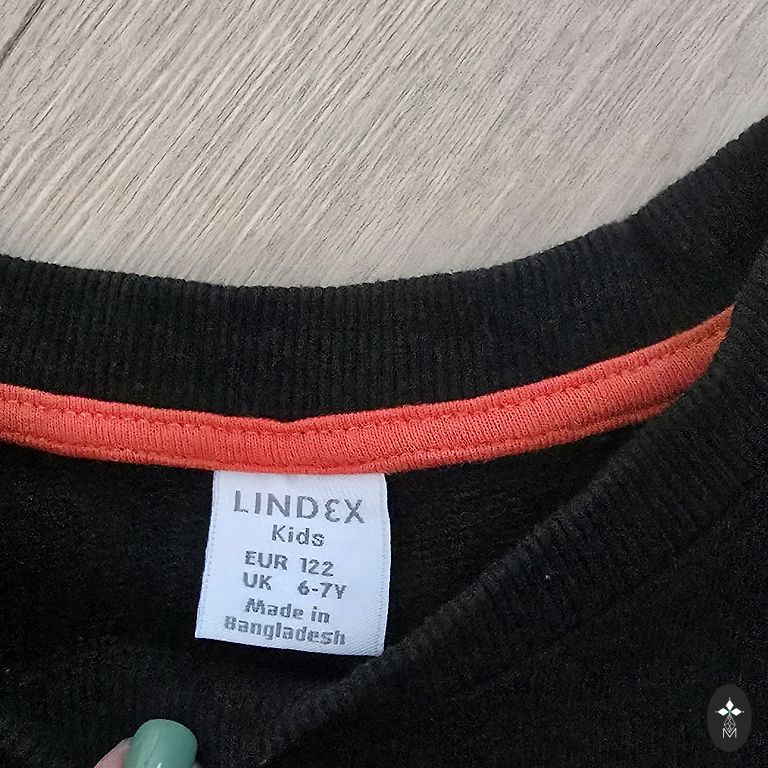 LINDEX
Kids
EUR 122
UK 6-7Y
Made in
Bangladesh
M